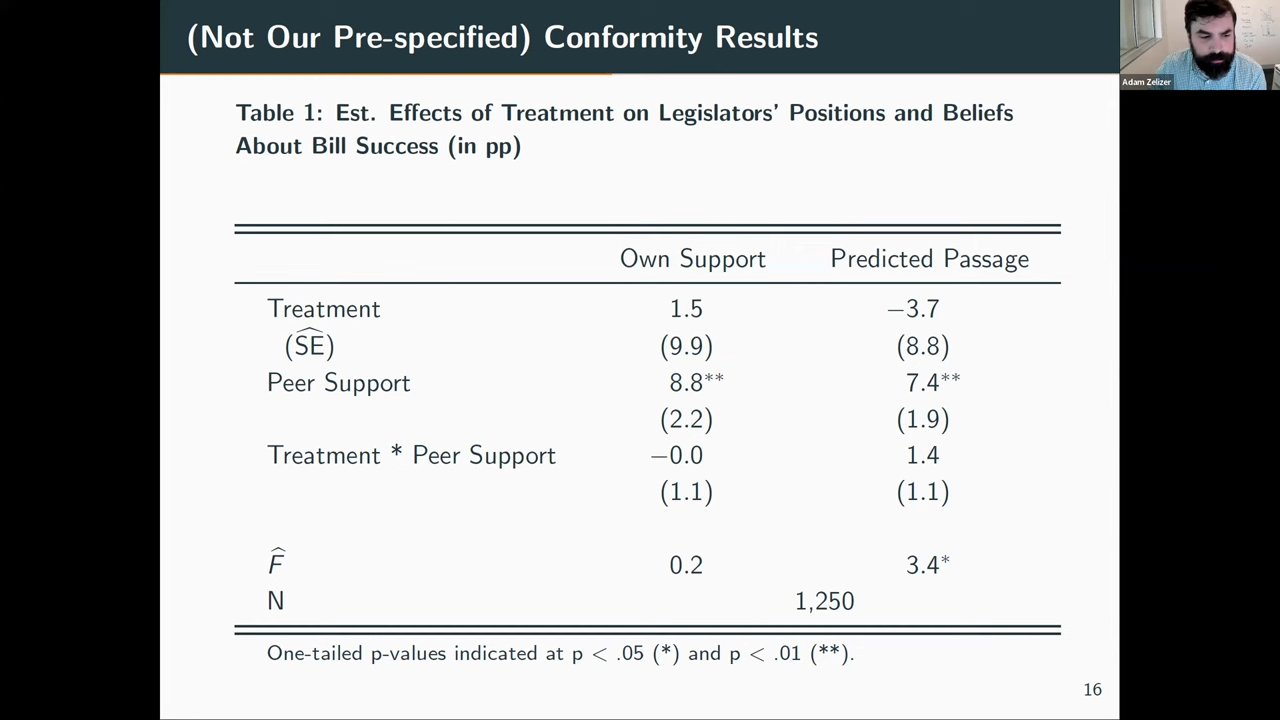 (Not Our Pre-specified) Conformity Results
Adam Zelizer
Table 1: Est. Effects of Treatment on Legislators' Positions and Beliefs
About Bill Success (in pp)
Own Support Predicted Passage
Treatment 1.5 −3.7
(SE) (9.9) (8.8)
Peer Support 8.8** 7.4**
(2.2) (1.9)
Treatment * Peer Support −0.0 1.4
(1.1) (1.1)
F̂ 0.2 3.4*
N 1,250
One-tailed p-values indicated at p < .05 (*) and p < .01 (**).
16